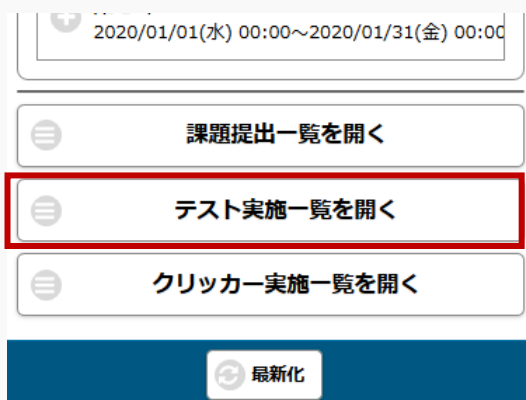 2020/01/01(水) 00:00～2020/01/31(金) 00:00
課題提出一覧を開く
テスト実施一覧を開く
クリッカー実施一覧を開く
最新化